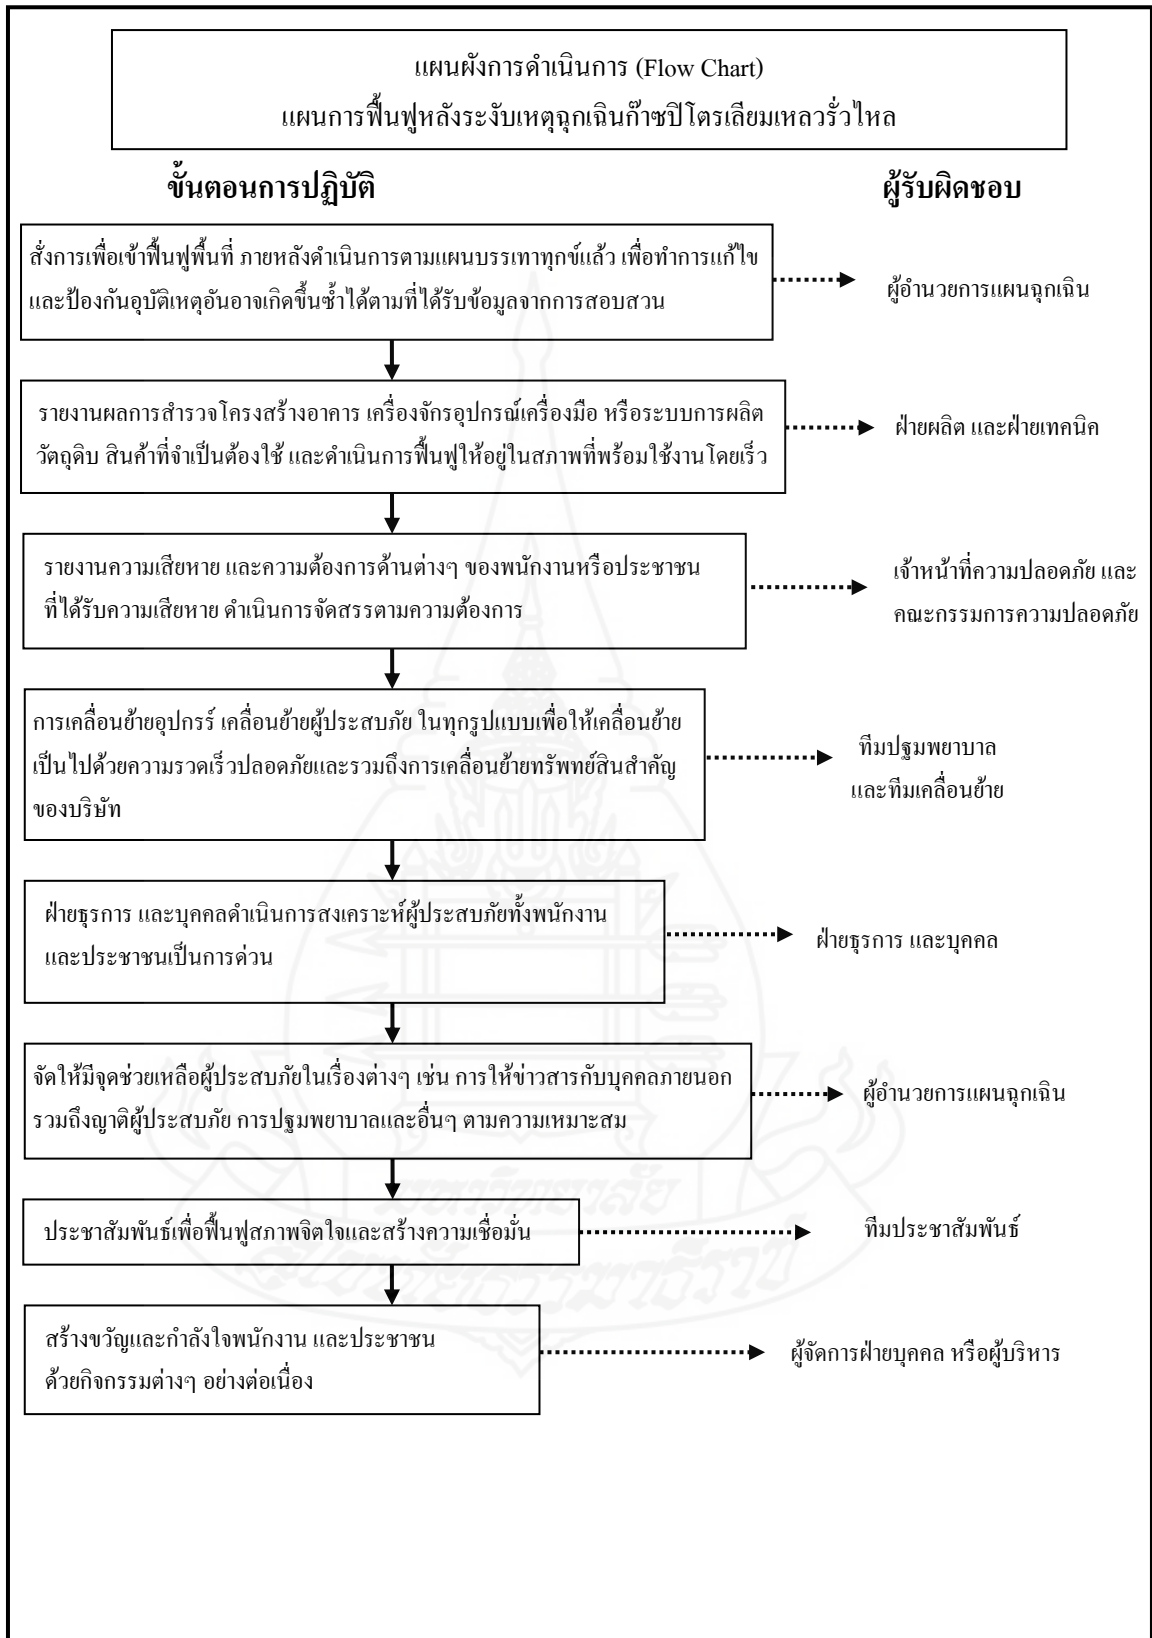 แผนผังการดำเนินการ (Flow Chart)
แผนการฟื้นฟูหลังระงับเหตุฉุกเฉินก๊าซปิโตรเลียมเหลวรั่วไหล
ขั้นตอนการปฏิบัติ
ผู้รับผิดชอบ
สั่งการเพื่อเข้าฟื้นฟูพื้นที่ ภายหลังดำเนินการตามแผนบรรเทาทุกข์แล้ว เพื่อทำการแก้ไข
และป้องกันอุบัติเหตุอันอาจเกิดขึ้นซ้ำได้ตามที่ได้รับข้อมูลจากการสอบสวน
ผู้อำนวยการแผนฉุกเฉิน
รายงานผลการสำรวจโครงสร้างอาคาร เครื่องจักรอุปกรณ์เครื่องมือ หรือระบบการผลิต
วัตถุดิบ สินค้าที่จำเป็นต้องใช้ และดำเนินการฟื้นฟูให้อยู่ในสภาพที่พร้อมใช้งานโดยเร็ว
ฝ่ายผลิต และฝ่ายเทคนิค
รายงานความเสียหาย และความต้องการด้านต่างๆ ของพนักงานหรือประชาชน
ที่ได้รับความเสียหาย ดำเนินการจัดสรรตามความต้องการ
เจ้าหน้าที่ความปลอดภัย และ
คณะกรรมการความปลอดภัย
การเคลื่อนย้ายอุปกรร์ เคลื่อนย้ายผู้ประสบภัย ในทุกรูปแบบเพื่อให้เคลื่อนย้าย
เป็นไปด้วยความรวดเร็วปลอดภัยและรวมถึงการเคลื่อนย้ายทรัพทย์สินสำคัญ
ของบริษัท
ทีมปฐมพยาบาล
และทีมเคลื่อนย้าย
ฝ่ายธุรการ และบุคคลดำเนินการสงเคราะห์ผู้ประสบภัยทั้งพนักงาน
และประชาชนเป็นการด่วน
ฝ่ายธุรการ และบุคคล
จัดให้มีจุดช่วยเหลือผู้ประสบภัยในเรื่องต่างๆ เช่น การให้ข่าวสารกับบุคคลภายนอก
รวมถึงญาติผู้ประสบภัย การปฐมพยาบาลและอื่นๆ ตามความเหมาะสม
ผู้อำนวยการแผนฉุกเฉิน
ประชาสัมพันธ์เพื่อฟื้นฟูสภาพจิตใจและสร้างความเชื่อมั่น
ทีมประชาสัมพันธ์
สร้างขวัญและกำลังใจพนักงาน และประชาชน
ด้วยกิจกรรมต่างๆ อย่างต่อเนื่อง
ผู้จัดการฝ่ายบุคคล หรือผู้บริหาร
มหาวิทยาลัย
สุโขทัยธรรมาธิราช